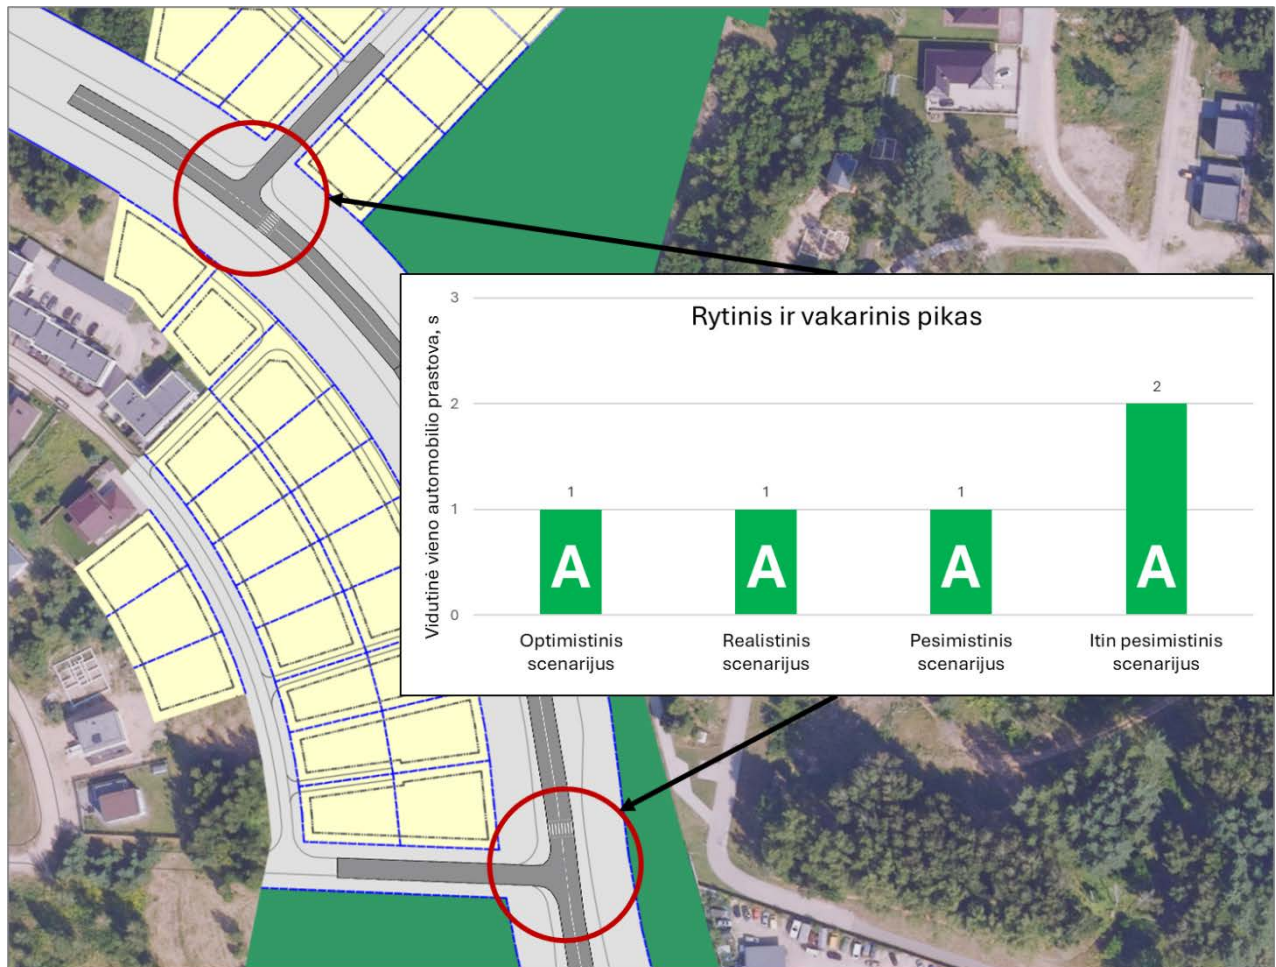 Rytinis ir vakarinis pikas
Vidutinė vieno automobilio prastova, s
3
2
1
0
1
1
1
2
A
A
A
A
Optimistinis
scenarijus
Realistinis
scenarijus
Pesimistinis
scenarijus
Itin pesimistinis
scenarijus